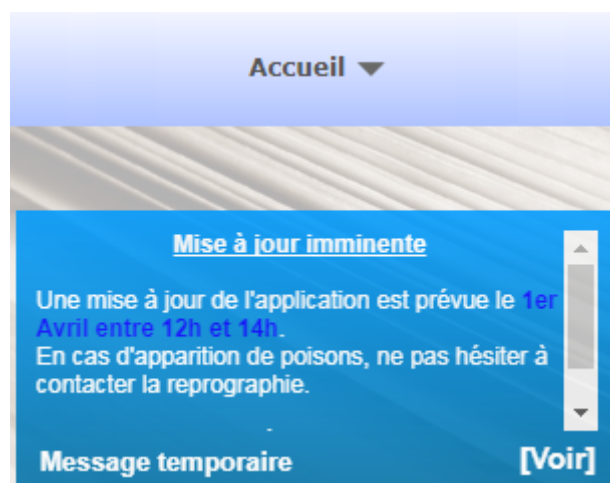 Accueil
Mise à jour imminente
Une mise à jour de l'application est prévue le 1er
Avril entre 12h et 14h.
En cas d'apparition de poisons, ne pas hésiter à
contacter la reprographie.
.
Message temporaire
[Voir]